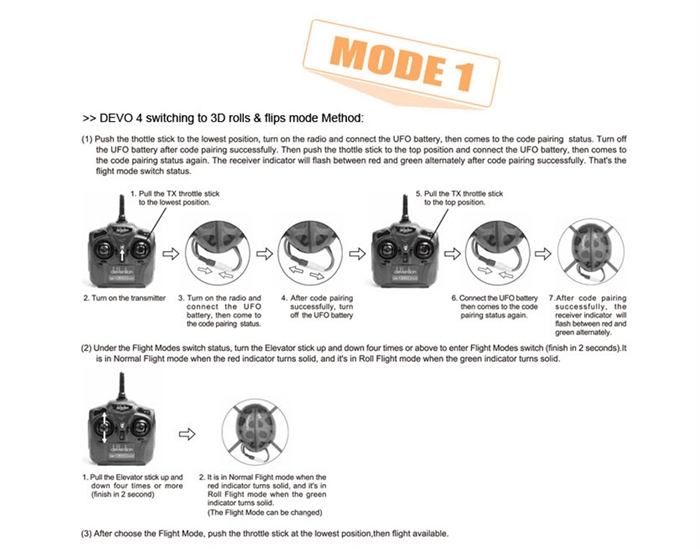 MODE 1
>> DEVO 4 switching to 3D rolls & flips mode Method:
(1) Push the thottle stick to the lowest position, turn on the radio and connect the UFO battery, then comes to the code pairing status. Turn off
the UFO battery after code pairing successfully. Then push the thottle stick to the top position and connect the UFO battery, then comes to
the code pairing status again. The receiver indicator will flash between red and green alternately after code pairing successfully. That's the
flight mode switch status.
1. Pull the TX throttle stick
to the lowest position.
5. Pull the TX throttle stick
to the top position.
2. Turn on the transmitter
3. Turn on the radio and
connect the UFO
battery, then come to
the code pairing status.
4. After code pairing
successfully, turn
off the UFO battery
6. Connect the UFO battery
then comes to the code
pairing status again.
7.After code pairing
successfully, the
receiver indicator will
flash between red and
green alternately.
(2) Under the Flight Modes switch status, turn the Elevator stick up and down four times or above to enter Flight Modes switch (finish in 2 seconds).It
is in Normal Flight mode when the red indicator turns solid, and it's in Roll Flight mode when the green indicator turns solid.
1. Pull the Elevator stick up and
down four times or more
(finish in 2 second)
2. It is in Normal Flight mode when the
red indicator turns solid, and it's in
Roll Flight mode when the green
indicator turns solid.
(The Flight Mode can be changed)
(3) After choose the Flight Mode, push the throttle stick at the lowest position,then flight available.